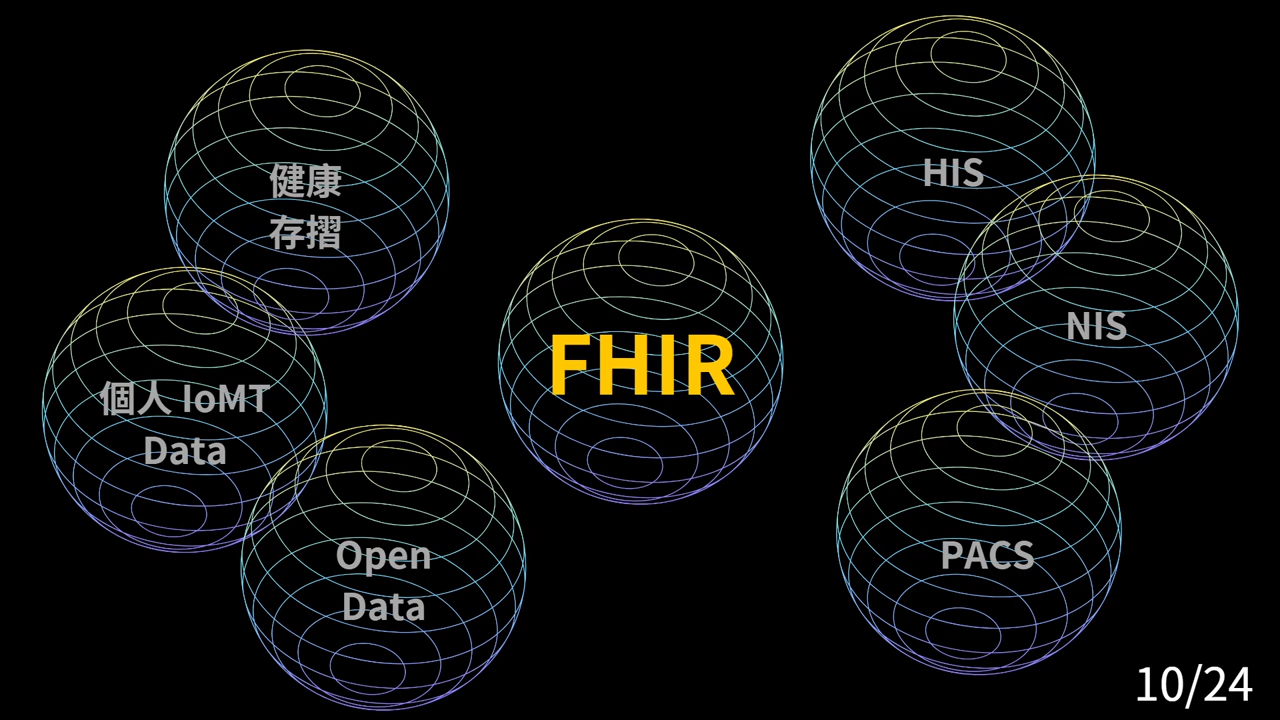 健康
存摺
個人 IoMT
Data
Open
Data
FHIR
HIS
NIS
PACS
10/24